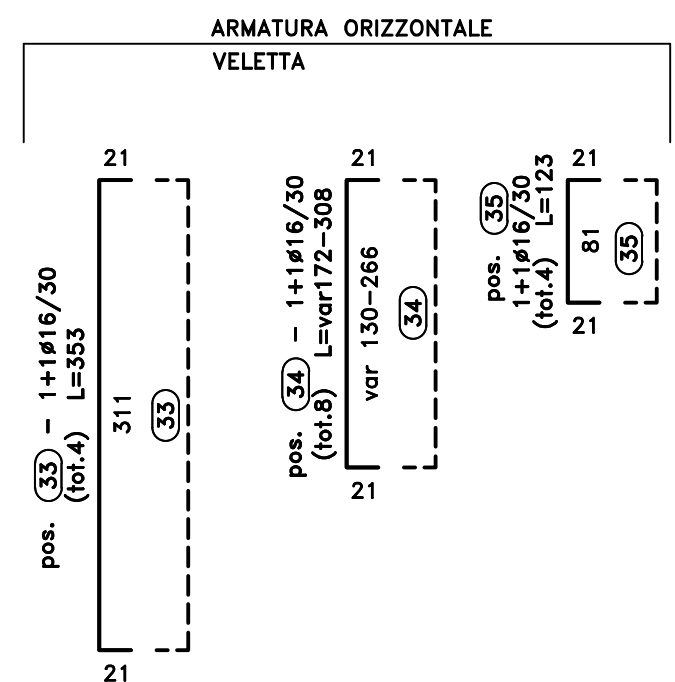 ARMATURA ORIZZONTALE
VELETTA
21
pos. 33 - 1+1ø16/30
(tot.4) L=353
311
33
21
21
pos. 34 - 1+1ø16/30
(tot.8) L=var172-308
var 130-266
34
21
21
pos. 35
1+1ø16/30
(tot.4) L=123
81
35
21